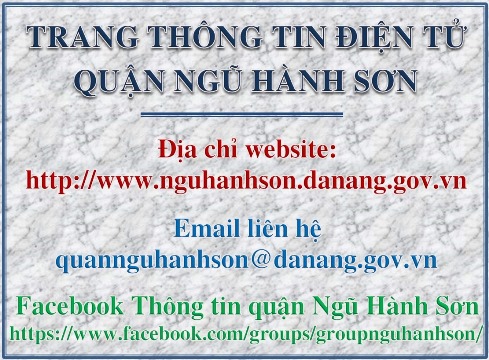 TRANG THÔNG TIN ĐIỆN TỬ
QUẬN NGŨ HÀNH SƠN
Địa chỉ website:
http://www.nguhanhson.danang.gov.vn
Email liên hệ
quannguhanhson@danang.gov.vn
Facebook Thông tin quận Ngũ Hành Sơn
https://www.facebook.com/groups/groupnguhanhson/